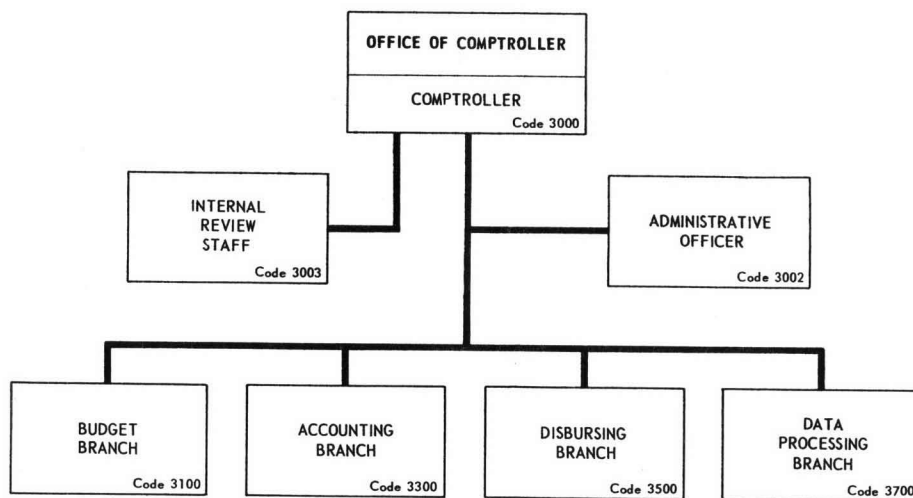 OFFICE OF COMPTROLLER
COMPTROLLER
Code 3000
INTERNAL
REVIEW
STAFF
Code 3003
ADMINISTRATIVE
OFFICER
Code 3002
BUDGET
BRANCH
Code 3100
ACCOUNTING
BRANCH
Code 3300
DISBURSING
BRANCH
Code 3500
DATA
PROCESSING
BRANCH
Code 3700